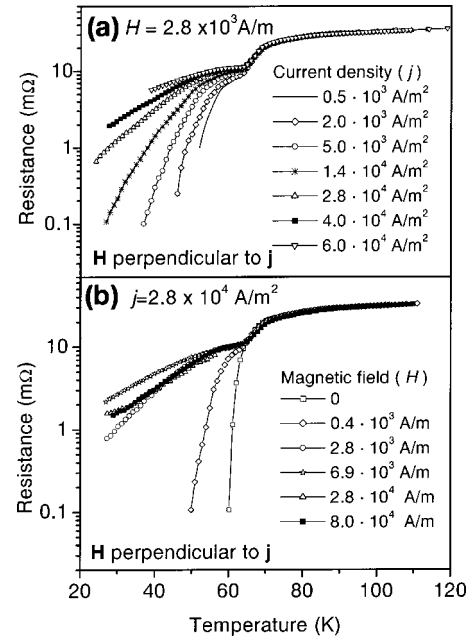 (a) H = 2.8 x10³A/m
Current density ( j )
0.5 · 10³ A/m²
2.0 · 10³ A/m²
5.0 · 10³ A/m²
1.4 · 10⁴ A/m²
2.8 · 10⁴ A/m²
4.0 · 10⁴ A/m²
6.0 · 10⁴ A/m²
Resistance (mΩ)
10
1
0.1
H perpendicular to j
(b) j=2.8 x 10⁴ A/m²
Magnetic field ( H )
0
0.4 · 10³ A/m
2.8 · 10³ A/m
6.9 · 10³ A/m
2.8 · 10⁴ A/m
8.0 · 10⁴ A/m
Resistance (mΩ)
10
1
0.1
H perpendicular to j
20 40 60 80 100 120
Temperature (K)